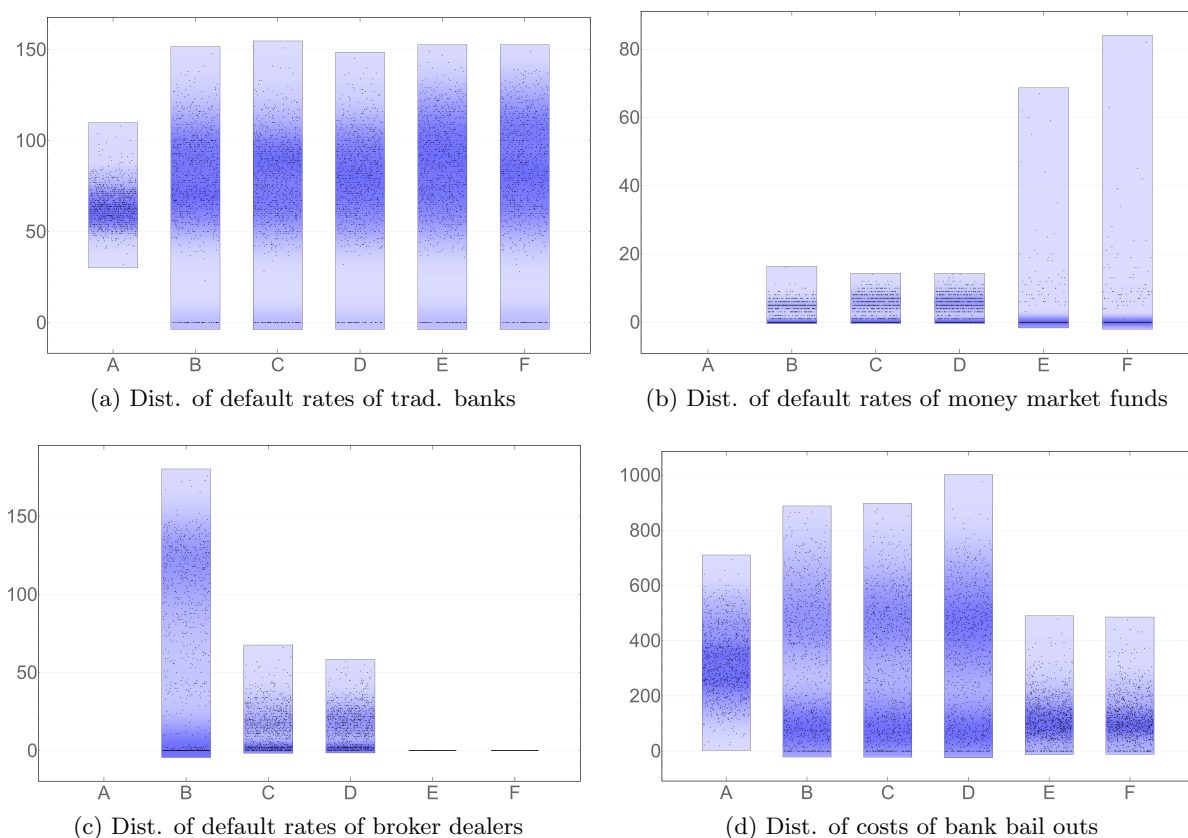 150
100
50
0
A B C D E F
(a) Dist. of default rates of trad. banks
80
60
40
20
0
A B C D E F
(b) Dist. of default rates of money market funds
150
100
50
0
A B C D E F
(c) Dist. of default rates of broker dealers
1000
800
600
400
200
0
A B C D E F
(d) Dist. of costs of bank bail outs